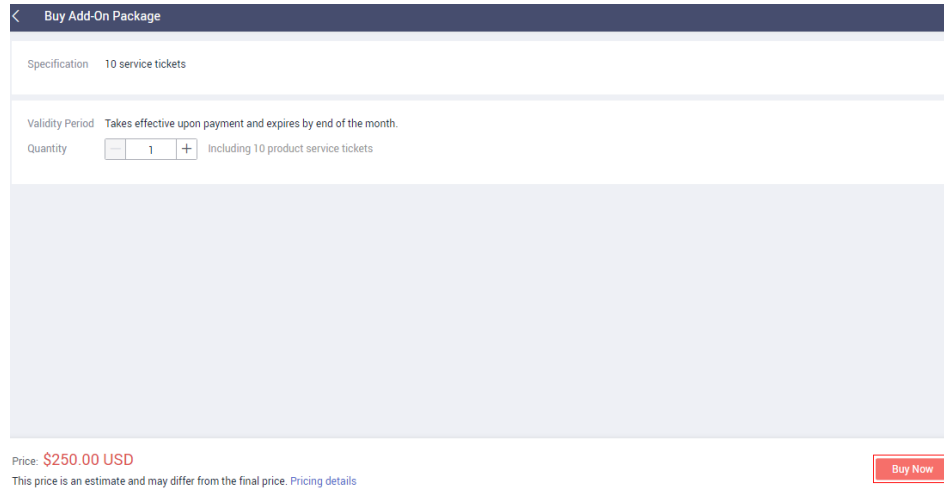 Buy Add-On Package
Specification 10 service tickets
Validity Period Takes effective upon payment and expires by end of the month.
Quantity − 1 + Including 10 product service tickets
Price: $250.00 USD
Buy Now
This price is an estimate and may differ from the final price. Pricing details